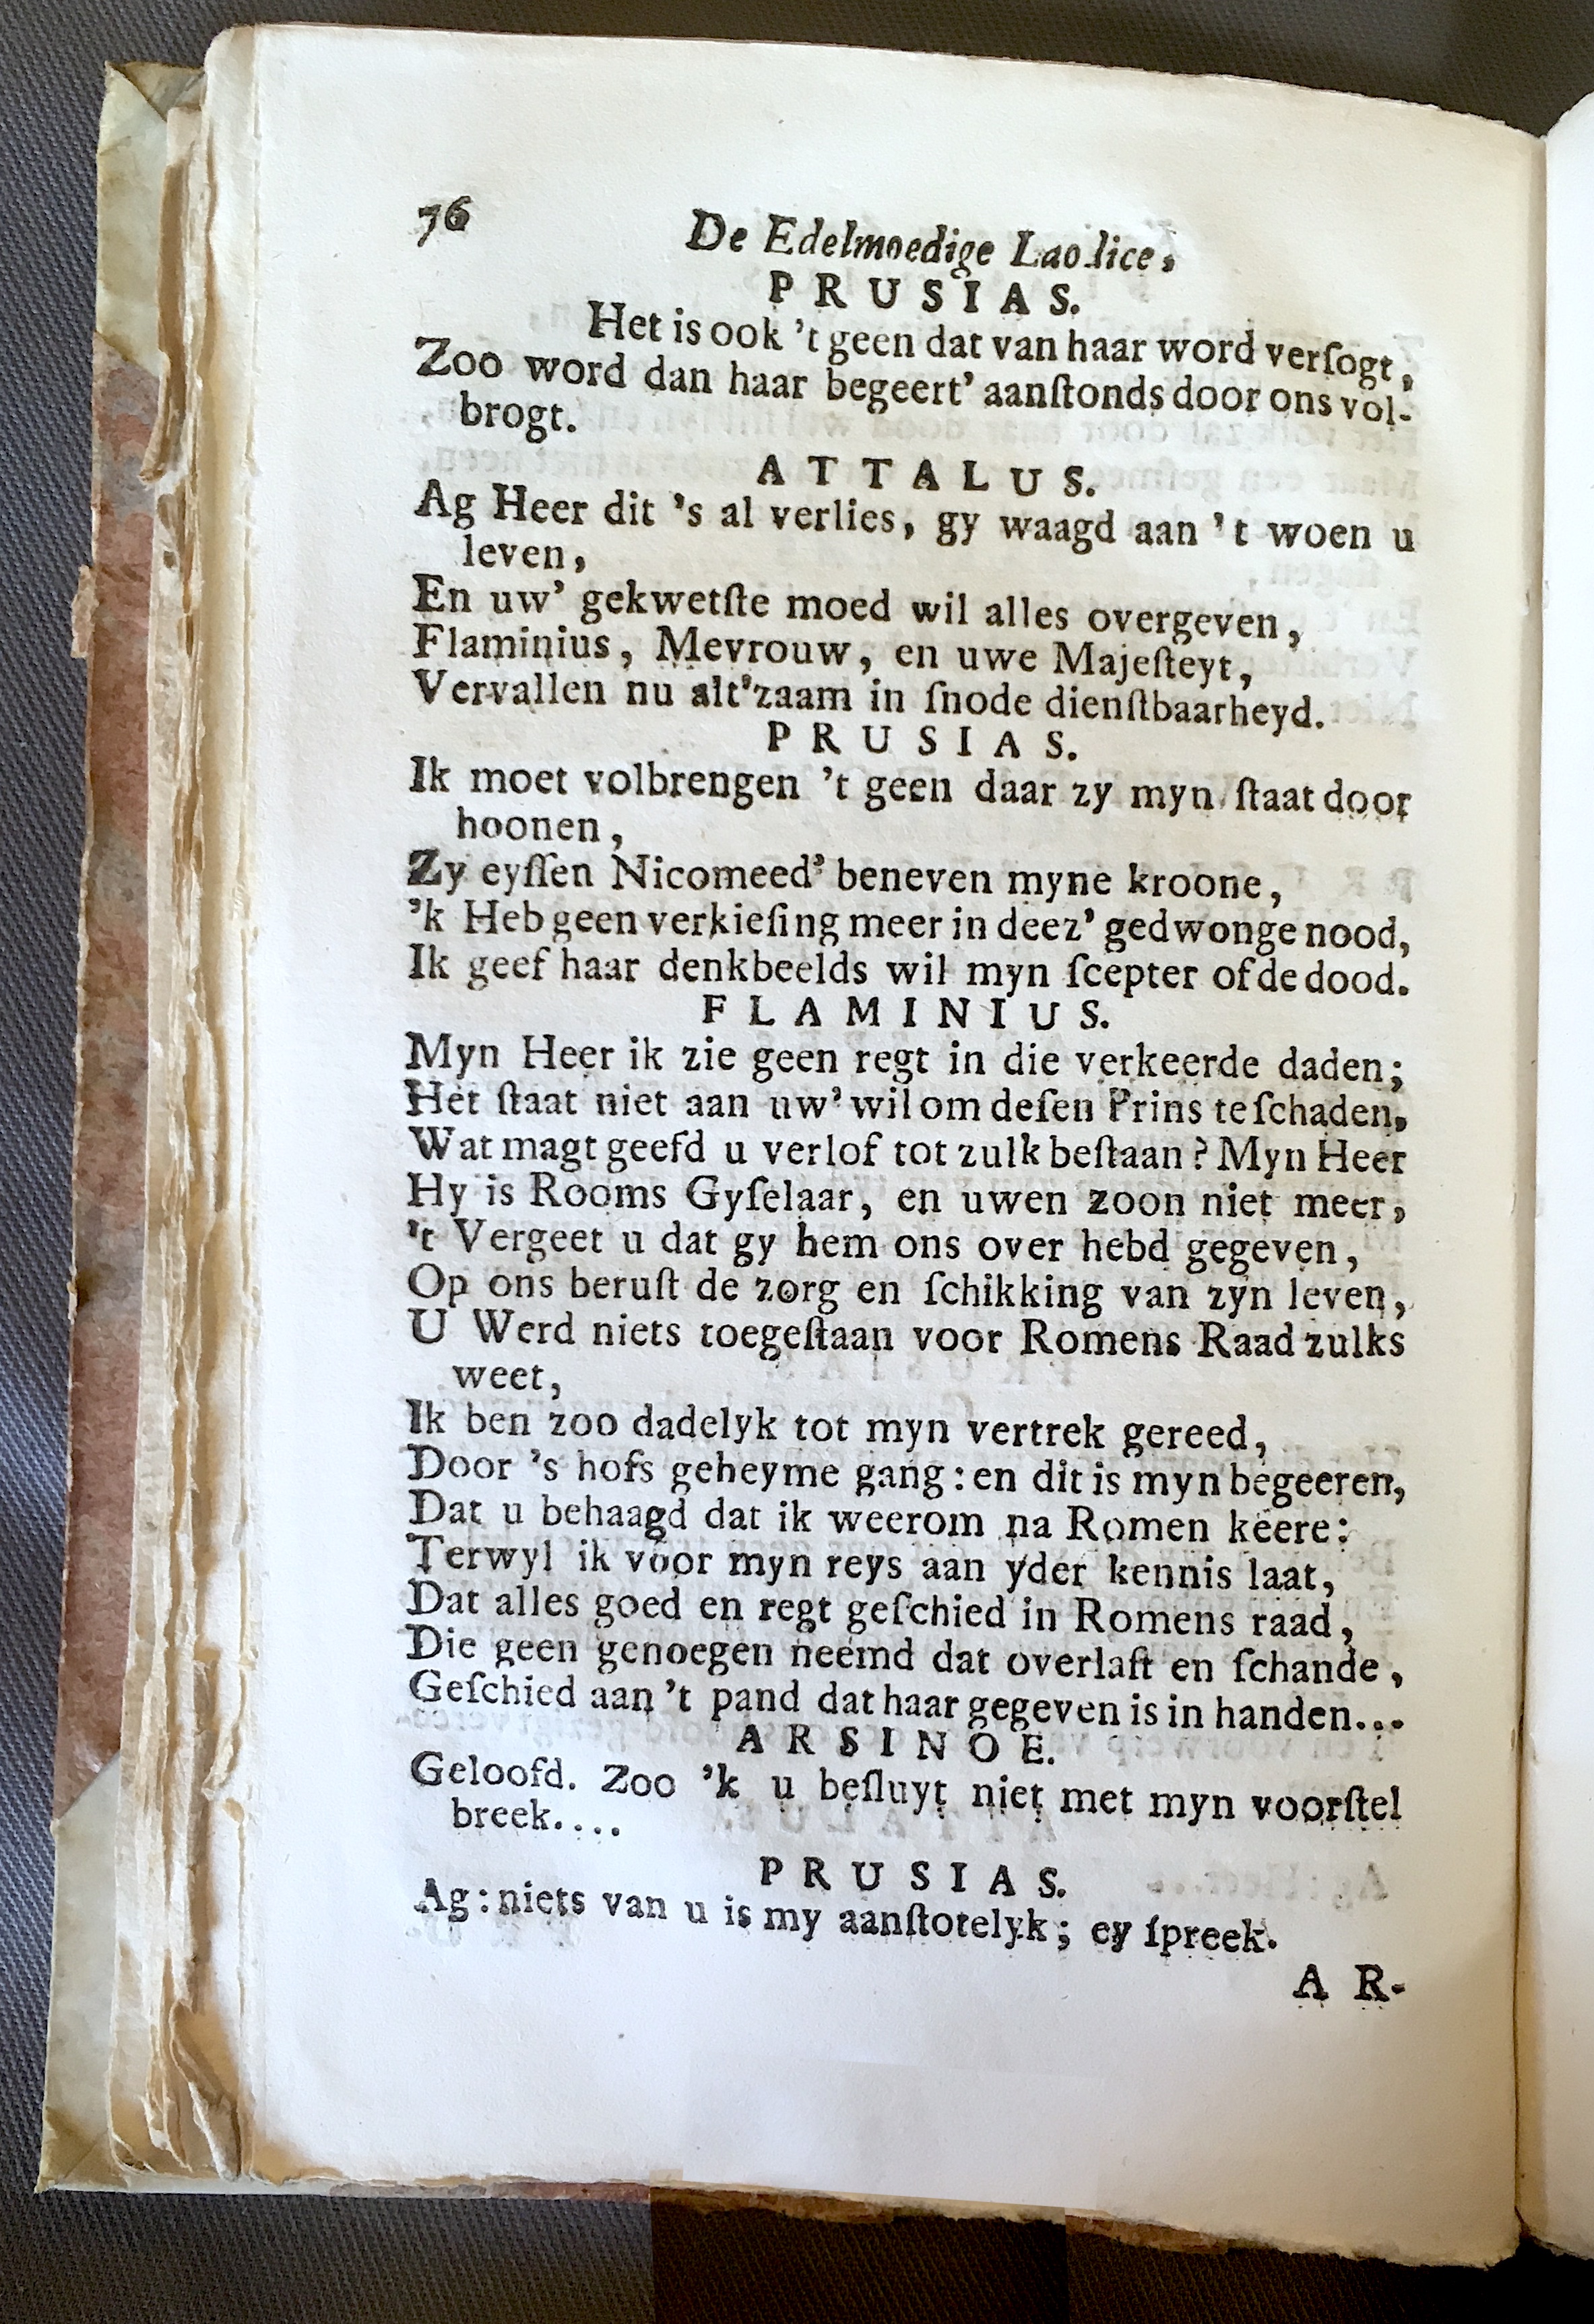 76
De Edelmoedige Laodice,
PRUSIAS.
Het is ook 't geen dat van haar word verſogt,
Zoo word dan haar begeert' aanſtonds door ons vol-
brogt.
ATTALUS.
Ag Heer dit 's al verlies, gy waagd aan 't woen u
leven,
En uw' gekwetſte moed wil alles overgeven,
Flaminius, Mevrouw, en uwe Majeſteyt,
Vervallen nu alt'zaam in ſnode dienſtbaarheyd.
PRUSIAS.
Ik moet volbrengen 't geen daar zy myn ſtaat door
hoonen,
Zy eyſſen Nicomeed' beneven myne kroone,
'k Heb geen verkieſing meer in deez' gedwonge nood,
Ik geef haar denkbeelds wil myn ſcepter of de dood.
FLAMINIUS.
Myn Heer ik zie geen regt in die verkeerde daden;
Het ſtaat niet aan uw' wil om deſen Prins te ſchaden,
Wat magt geefd u verlof tot zulk beſtaan? Myn Heer
Hy is Rooms Gyſelaar, en uwen zoon niet meer,
't Vergeet u dat gy hem ons over hebd gegeven,
Op ons beruſt de zorg en ſchikking van zyn leven,
U Werd niets toegeſtaan voor Romens Raad zulks
weet,
Ik ben zoo dadelyk tot myn vertrek gereed,
Door 's hofs geheyme gang: en dit is myn begeeren,
Dat u behaagd dat ik weerom na Romen keere:
Terwyl ik voor myn reys aan yder kennis laat,
Dat alles goed en regt geſchied in Romens raad,
Die geen genoegen neemd dat overlaſt en ſchande,
Geſchied aan 't pand dat haar gegeven is in handen...
ARSINOE.
Geloofd. Zoo 'k u beſluyt niet met myn voorſtel
breek....
PRUSIAS.
Ag: niets van u is my aanſtotelyk; ey ſpreek.
AR-